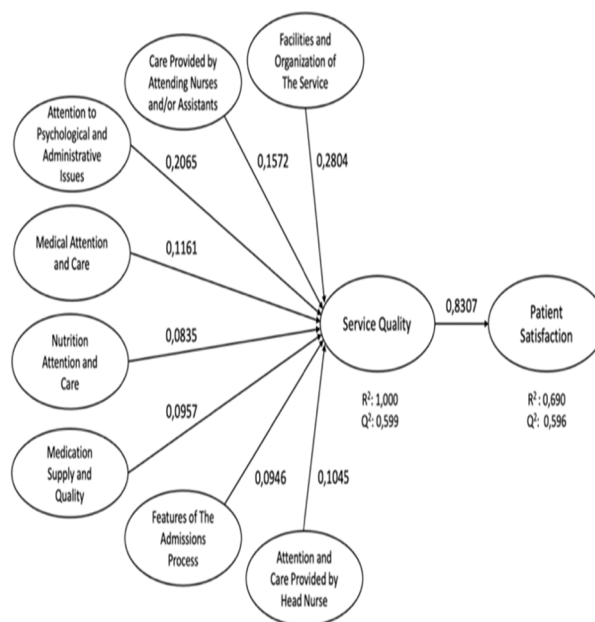 Facilities and
Organization of
The Service
Care Provided by
Attending Nurses
and/or Assistants
Attention to
Psychological and
Administrative
Issues
0,2065
0,1572
0,2804
Medical Attention
and Care
0,1161
Nutrition
Attention and
Care
0,0835
Medication
Supply and
Quality
0,0957
Features of The
Admissions
Process
0,0946
Attention and
Care Provided by
Head Nurse
0,1045
Service Quality
R²: 1,000
Q²: 0,599
0,8307
Patient
Satisfaction
R² : 0,690
Q²: 0,596